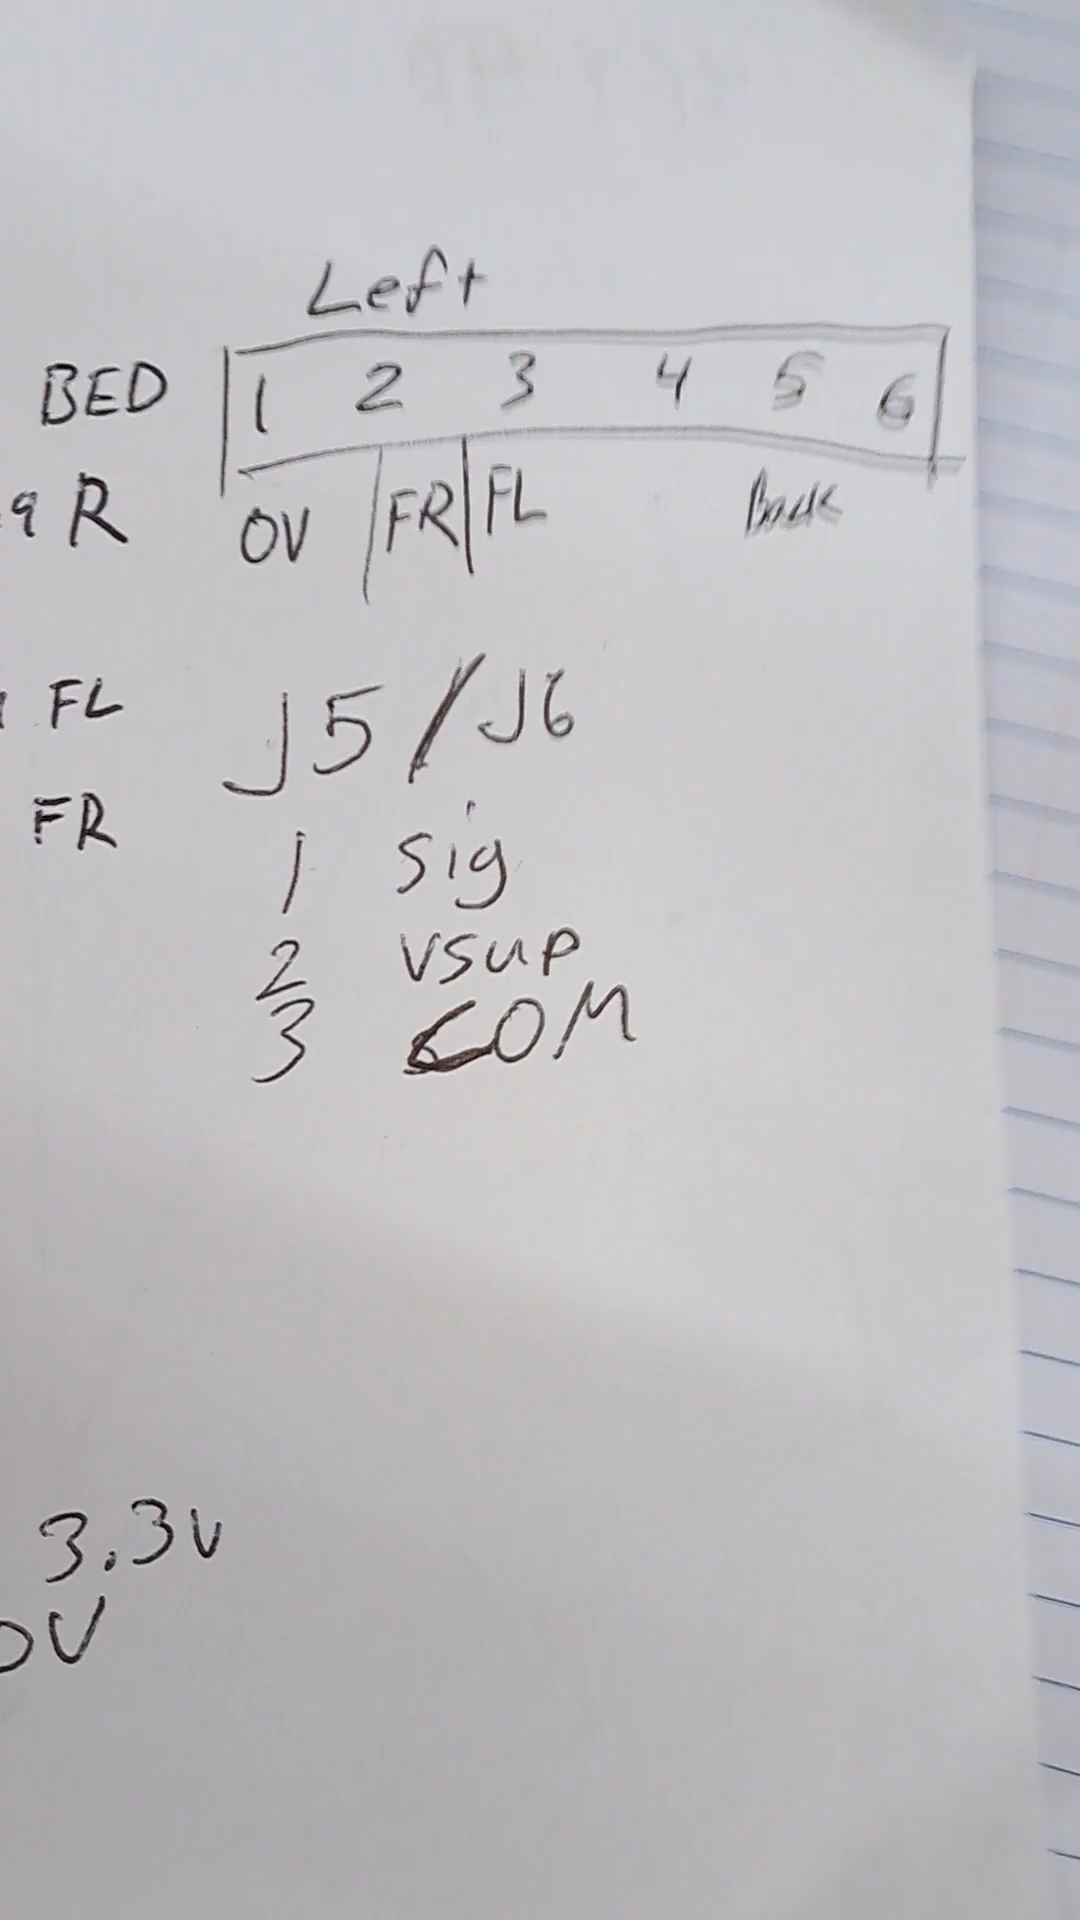 Left
BED 1 2 3 4 5 6
R OV FR FL Back
FL J5 / J6
FR
1 sig
2 vsup
3 COM
3.3v
0V